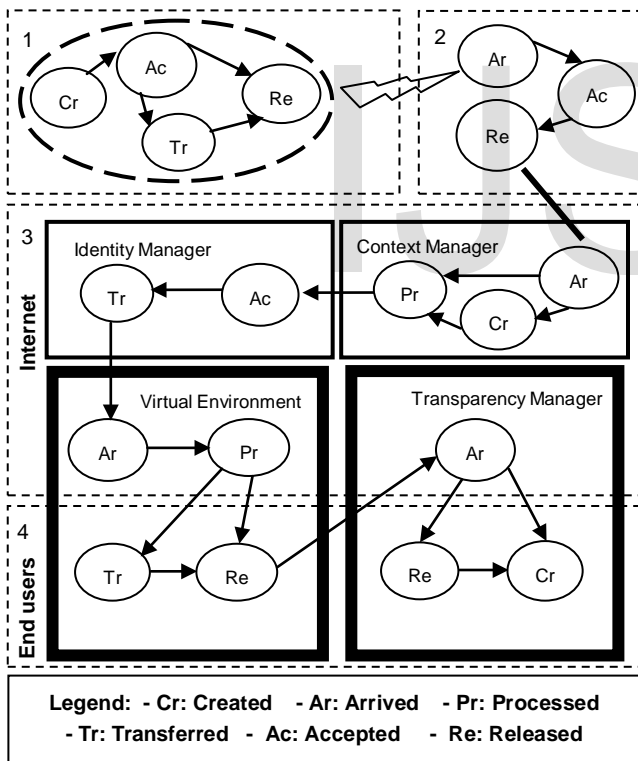 1
Cr
Ac
Tr
Re
2
Ar
Ac
Re
IJS
3
Internet
Identity Manager
Tr
Ac
Context Manager
Pr
Cr
Ar
Virtual Environment
Ar
Pr
Transparency Manager
Ar
4
End users
Tr
Re
Re
Cr
Legend: - Cr: Created - Ar: Arrived - Pr: Processed
- Tr: Transferred - Ac: Accepted - Re: Released